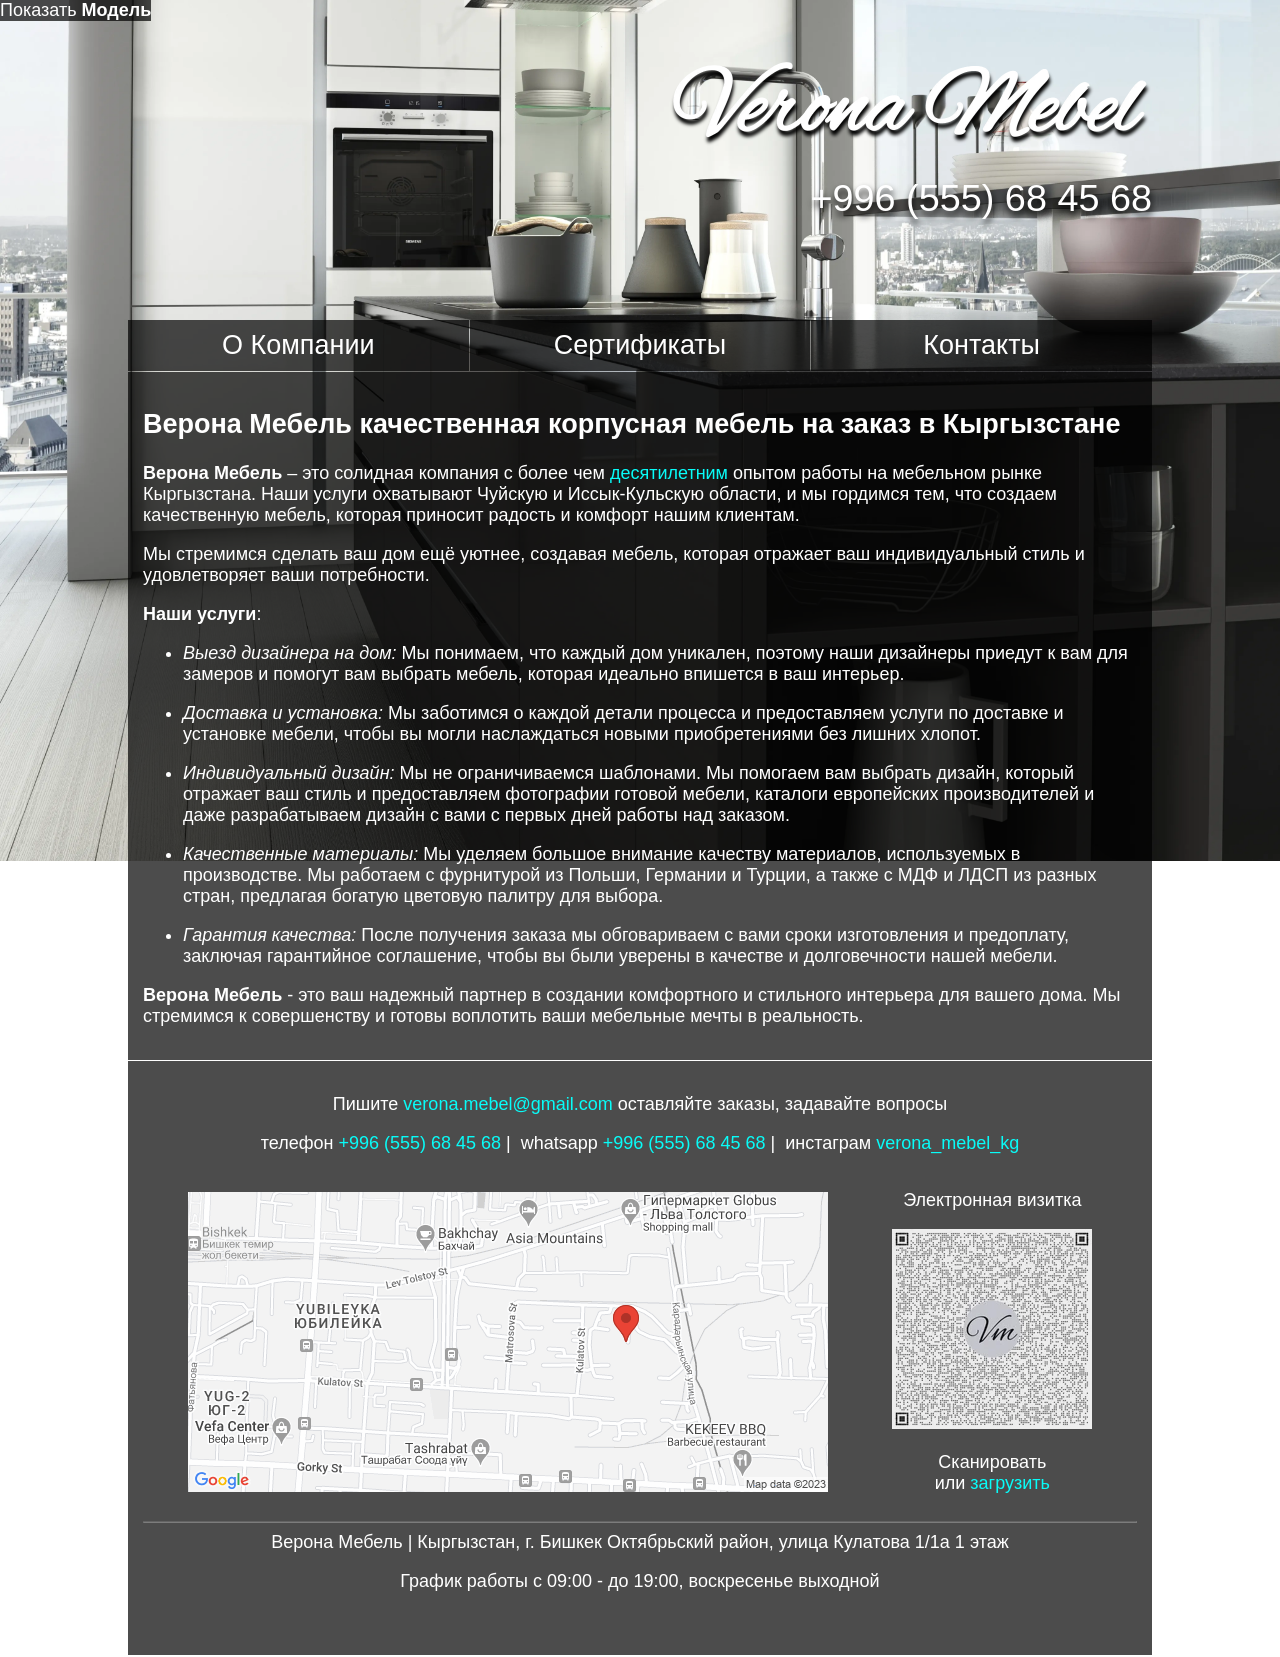 Показать Модель
Verona Mebel
+996 (555) 68 45 68
О Компании
Сертификаты
Контакты
Верона Мебель качественная корпусная мебель на заказ в Кыргызстане
Верона Мебель – это солидная компания с более чем десятилетним опытом работы на мебельном рынке
Кыргызстана. Наши услуги охватывают Чуйскую и Иссык-Кульскую области, и мы гордимся тем, что создаем
качественную мебель, которая приносит радость и комфорт нашим клиентам.
Мы стремимся сделать ваш дом ещё уютнее, создавая мебель, которая отражает ваш индивидуальный стиль и
удовлетворяет ваши потребности.
Наши услуги:
• Выезд дизайнера на дом: Мы понимаем, что каждый дом уникален, поэтому наши дизайнеры приедут к вам для
замеров и помогут вам выбрать мебель, которая идеально впишется в ваш интерьер.
• Доставка и установка: Мы заботимся о каждой детали процесса и предоставляем услуги по доставке и
установке мебели, чтобы вы могли наслаждаться новыми приобретениями без лишних хлопот.
• Индивидуальный дизайн: Мы не ограничиваемся шаблонами. Мы помогаем вам выбрать дизайн, который
отражает ваш стиль и предоставляем фотографии готовой мебели, каталоги европейских производителей и
даже разрабатываем дизайн с вами с первых дней работы над заказом.
• Качественные материалы: Мы уделяем большое внимание качеству материалов, используемых в
производстве. Мы работаем с фурнитурой из Польши, Германии и Турции, а также с МДФ и ЛДСП из разных
стран, предлагая богатую цветовую палитру для выбора.
• Гарантия качества: После получения заказа мы обговариваем с вами сроки изготовления и предоплату,
заключая гарантийное соглашение, чтобы вы были уверены в качестве и долговечности нашей мебели.
Верона Мебель - это ваш надежный партнер в создании комфортного и стильного интерьера для вашего дома. Мы
стремимся к совершенству и готовы воплотить ваши мебельные мечты в реальность.
Пишите verona.mebel@gmail.com оставляйте заказы, задавайте вопросы
телефон +996 (555) 68 45 68 | whatsapp +996 (555) 68 45 68 | инстаграм verona_mebel_kg
Гипермаркет Globus
- Льва Толстого
Shopping mall
Bishkek
Бишкек темир
жол бекети
Bakhchay
Бахчай
Asia Mountains
Lev Tolstoy St
YUBILEYKA
ЮБИЛЕЙКА
Matrosova St
Kulatov St
Карадарьинская улица
Kulatov St
Фатьянова
YUG-2
ЮГ-2
Vefa Center
Вефа Центр
Tashrabat
Ташрабат Соода үйү
KEKEEV BBQ
Barbecue restaurant
Gorky St
Google
Map data ©2023
Электронная визитка
Vm
Сканировать
или загрузить
Верона Мебель | Кыргызстан, г. Бишкек Октябрьский район, улица Кулатова 1/1а 1 этаж
График работы с 09:00 - до 19:00, воскресенье выходной